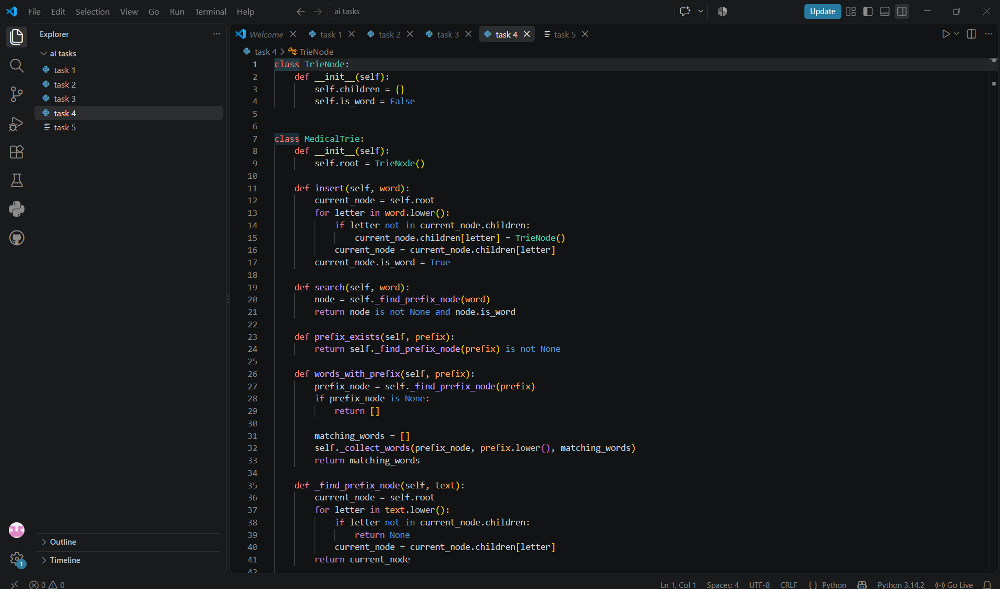 File Edit Selection View Go Run Terminal Help
ai tasks
Update
Explorer
ai tasks
task 1
task 2
task 3
task 4
task 5
Outline
Timeline
1
Welcome task 1 task 2 task 3 task 4 task 5
task 4 > TrieNode
1 class TrieNode:
2     def __init__(self):
3         self.children = {}
4         self.is_word = False
5
6
7 class MedicalTrie:
8     def __init__(self):
9         self.root = TrieNode()
10
11     def insert(self, word):
12         current_node = self.root
13         for letter in word.lower():
14             if letter not in current_node.children:
15                 current_node.children[letter] = TrieNode()
16             current_node = current_node.children[letter]
17         current_node.is_word = True
18
19     def search(self, word):
20         node = self._find_prefix_node(word)
21         return node is not None and node.is_word
22
23     def prefix_exists(self, prefix):
24         return self._find_prefix_node(prefix) is not None
25
26     def words_with_prefix(self, prefix):
27         prefix_node = self._find_prefix_node(prefix)
28         if prefix_node is None:
29             return []
30
31         matching_words = []
32         self._collect_words(prefix_node, prefix.lower(), matching_words)
33         return matching_words
34
35     def _find_prefix_node(self, text):
36         current_node = self.root
37         for letter in text.lower():
38             if letter not in current_node.children:
39                 return None
40             current_node = current_node.children[letter]
41         return current_node
42
0 0 Ln 1, Col 1 Spaces: 4 UTF-8 CRLF { } Python Python 3.14.2 Go Live